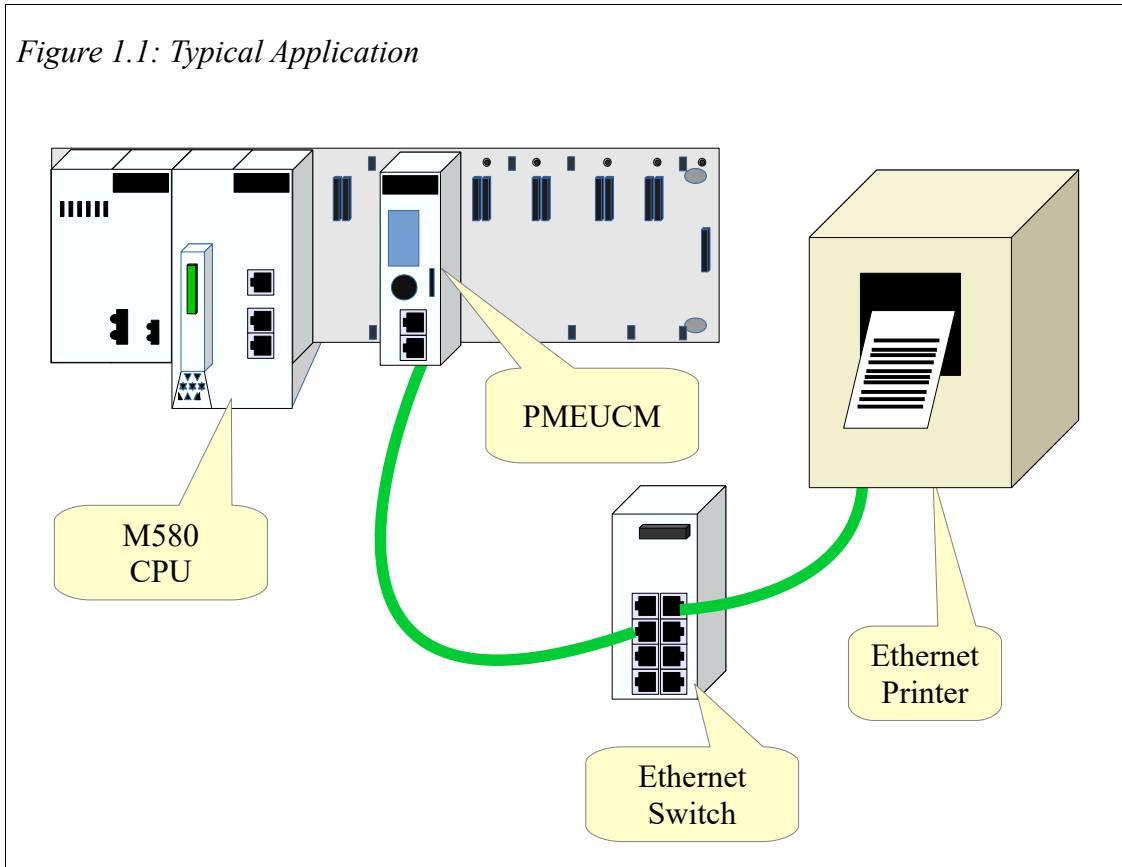 Figure 1.1: Typical Application
PMEUCM
M580
CPU
Ethernet
Printer
Ethernet
Switch